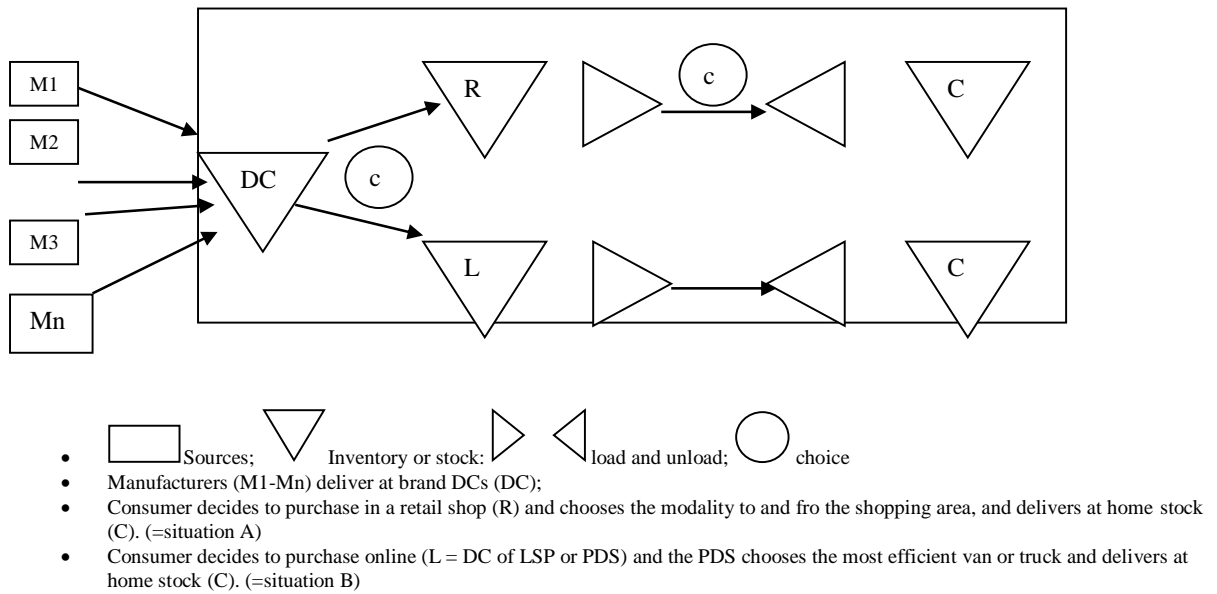 M1
M2
M3
Mn
DC
c
R
c
C
L
C
Sources; Inventory or stock: load and unload; choice
• Manufacturers (M1-Mn) deliver at brand DCs (DC);
• Consumer decides to purchase in a retail shop (R) and chooses the modality to and fro the shopping area, and delivers at home stock
(C). (=situation A)
• Consumer decides to purchase online (L = DC of LSP or PDS) and the PDS chooses the most efficient van or truck and delivers at
home stock (C). (=situation B)